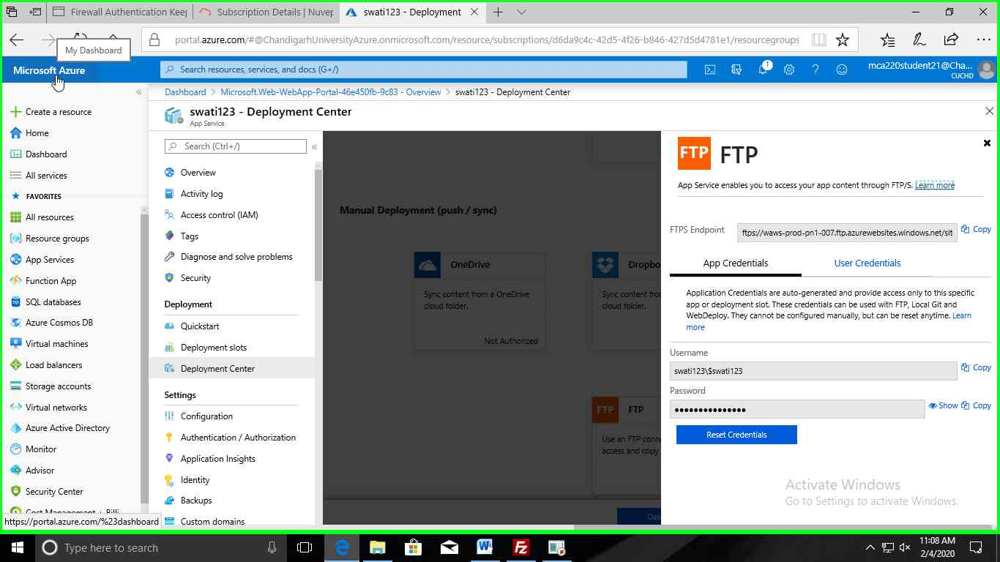 Firewall Authentication Kee
Subscription Details | Nuvep
swati123 - Deployment
portal.azure.com/#@ChandigarhUniversityAzure.onmicrosoft.com/resource/subscriptions/d6da9c4c-42d5-4f26-b846-427d5d4781e1/resourcegroups
My Dashboard
Microsoft Azure
Search resources, services, and docs (G+/)
1
mca220student21@Cha...
CUCHD
Create a resource
Home
Dashboard
All services
FAVORITES
All resources
Resource groups
App Services
Function App
SQL databases
Azure Cosmos DB
Virtual machines
Load balancers
Storage accounts
Virtual networks
Azure Active Directory
Monitor
Advisor
Security Center
Cost Management + Billi
https://portal.azure.com/%23dashboard
Dashboard > Microsoft.Web-WebApp-Portal-46e450fb-9c83 - Overview > swati123 - Deployment Center
swati123 - Deployment Center
App Service
Search (Ctrl+/)
Overview
Activity log
Access control (IAM)
Tags
Diagnose and solve problems
Security
Deployment
Quickstart
Deployment slots
Deployment Center
Settings
Configuration
Authentication / Authorization
Application Insights
Identity
Backups
Custom domains
Manual Deployment (push / sync)
OneDrive
Sync content from a OneDrive
cloud folder.
Not Authorized
Dropbo
Sync content fro
cloud folder.
FTP
FTP
Use an FTP conn
access and copy
Das
FTP
FTP
App Service enables you to access your app content through FTP/S. Learn more
FTPS Endpoint
ftps://waws-prod-pn1-007.ftp.azurewebsites.windows.net/sit
Copy
App Credentials
User Credentials
Application Credentials are auto-generated and provide access only to this specific
app or deployment slot. These credentials can be used with FTP, Local Git and
WebDeploy. They cannot be configured manually, but can be reset anytime. Learn
more
Username
swati123\$swati123
Copy
Password
Show
Copy
Reset Credentials
Activate Windows
Go to Settings to activate Windows.
Type here to search
11:08 AM
2/4/2020